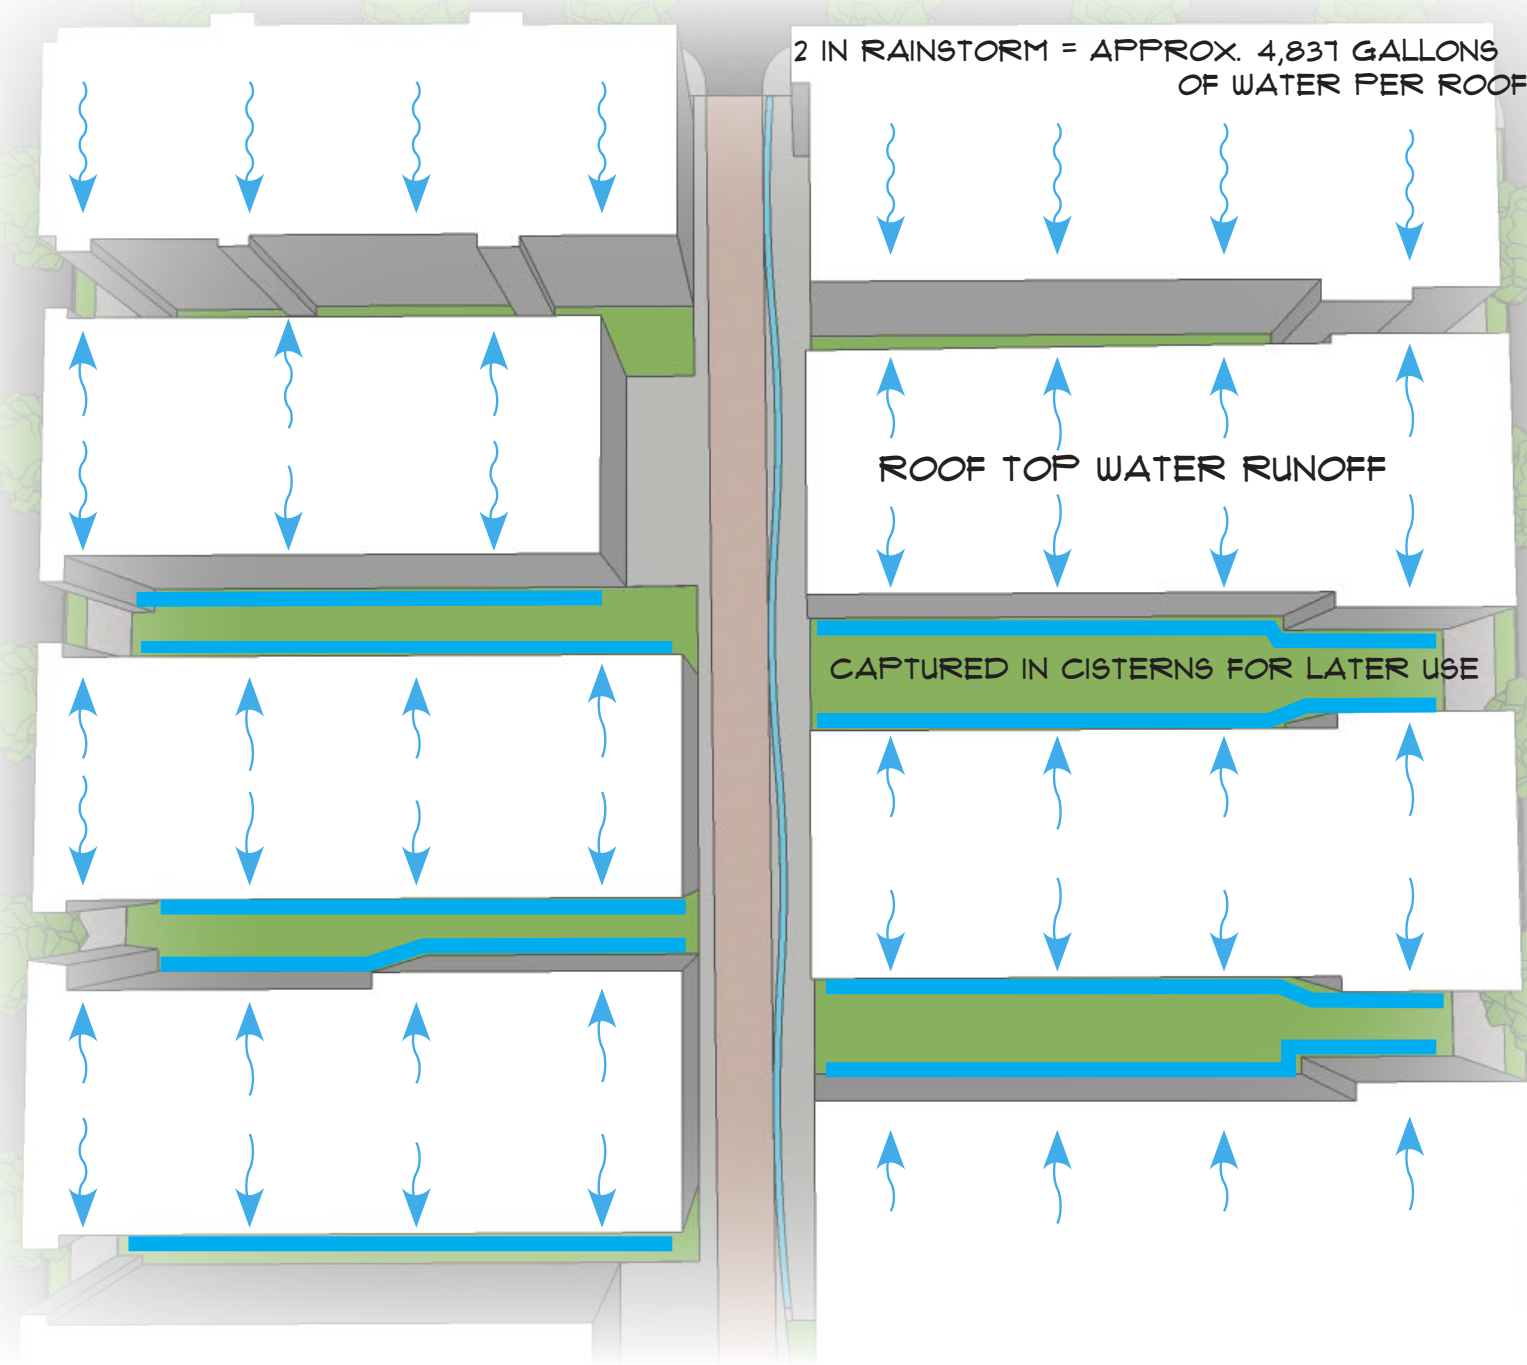 2 IN RAINSTORM = APPROX. 4,837 GALLONS
OF WATER PER ROOF
ROOF TOP WATER RUNOFF
CAPTURED IN CISTERNS FOR LATER USE